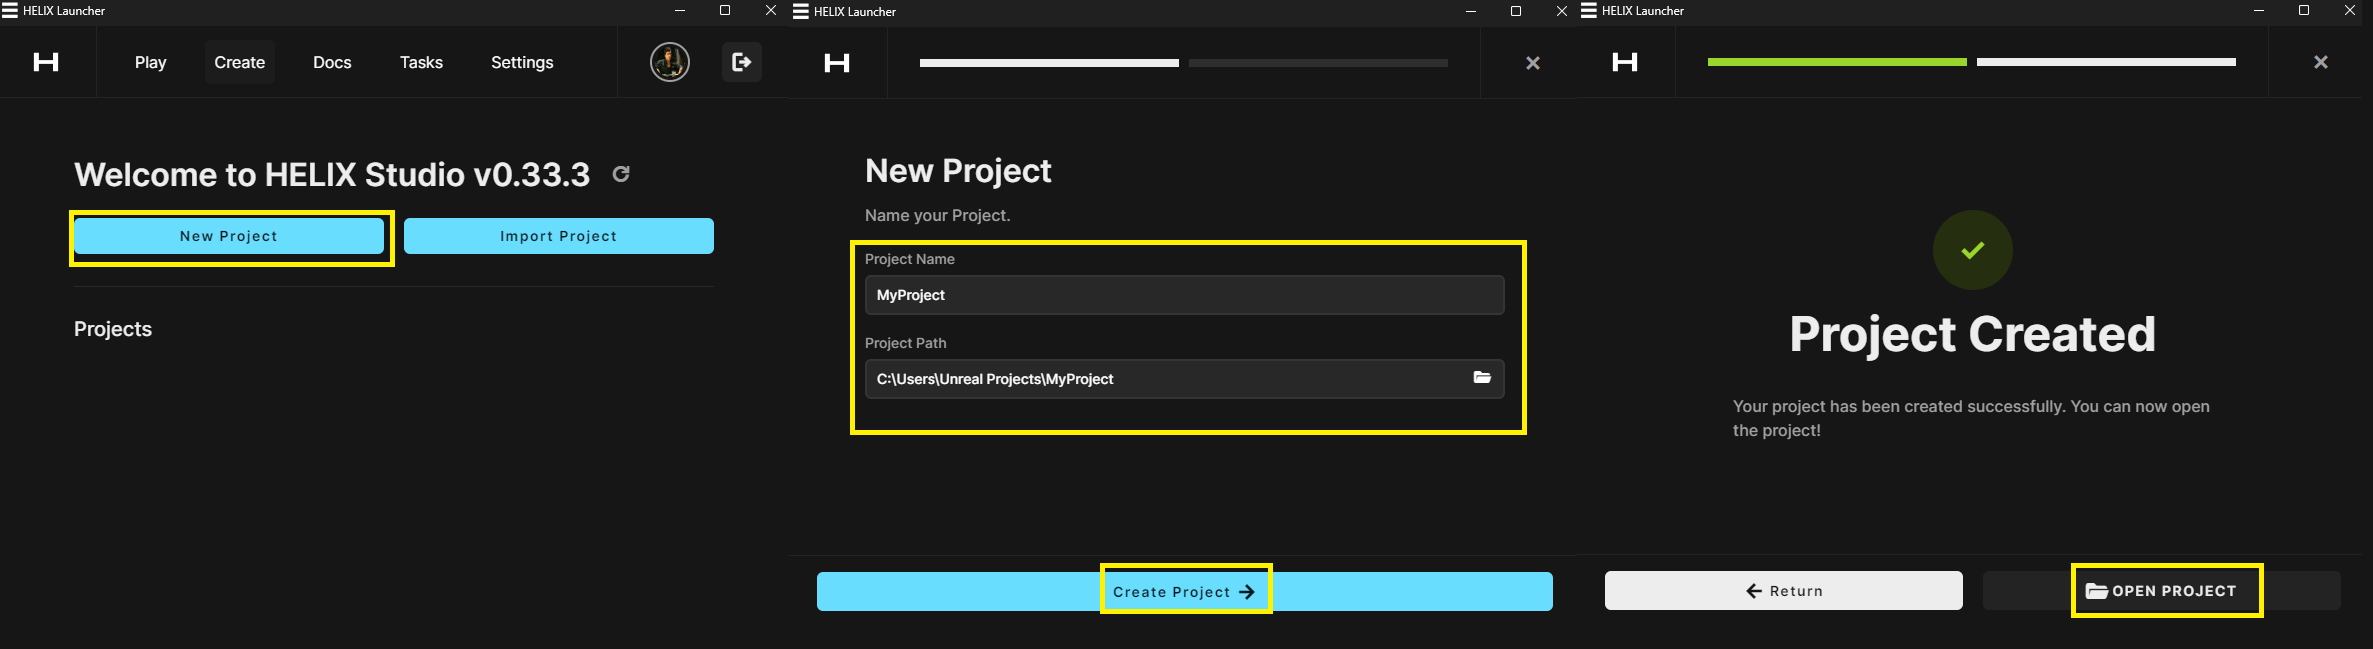 HELIX Launcher
Play
Create
Docs
Tasks
Settings
Welcome to HELIX Studio v0.33.3
New Project
Import Project
Projects
HELIX Launcher
New Project
Name your Project.
Project Name
MyProject
Project Path
C:\Users\Unreal Projects\MyProject
Create Project
HELIX Launcher
Project Created
Your project has been created successfully. You can now open
the project!
Return
OPEN PROJECT